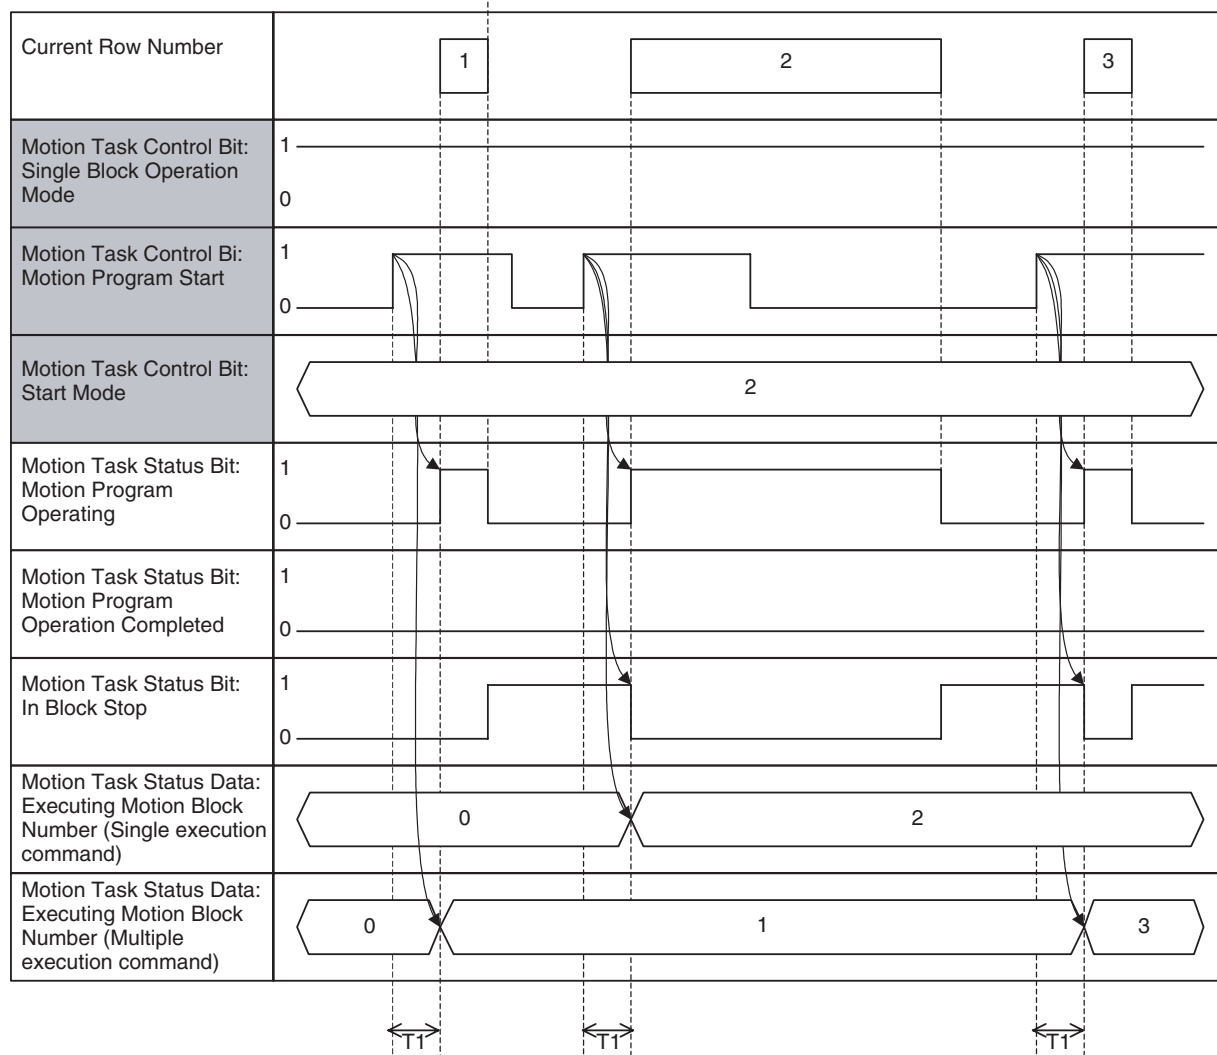 Current Row Number
1
2
3
Motion Task Control Bit:
Single Block Operation
Mode
1
0
Motion Task Control Bi:
Motion Program Start
1
0
Motion Task Control Bit:
Start Mode
2
Motion Task Status Bit:
Motion Program
Operating
1
0
Motion Task Status Bit:
Motion Program
Operation Completed
1
0
Motion Task Status Bit:
In Block Stop
1
0
Motion Task Status Data:
Executing Motion Block
Number (Single execution
command)
0
2
Motion Task Status Data:
Executing Motion Block
Number (Multiple
execution command)
0
1
3
T1
T1
T1